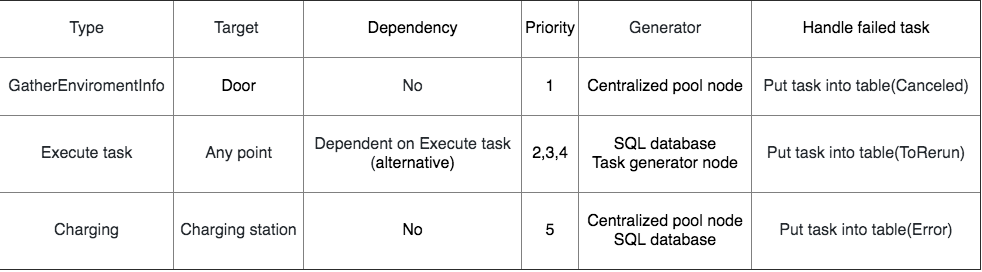 Type Target Dependency Priority Generator Handle failed task
GatherEnviromentInfo Door No 1 Centralized pool node Put task into table(Canceled)
Execute task Any point Dependent on Execute task
(alternative) 2,3,4 SQL database
Task generator node Put task into table(ToRerun)
Charging Charging station No 5 Centralized pool node
SQL database Put task into table(Error)